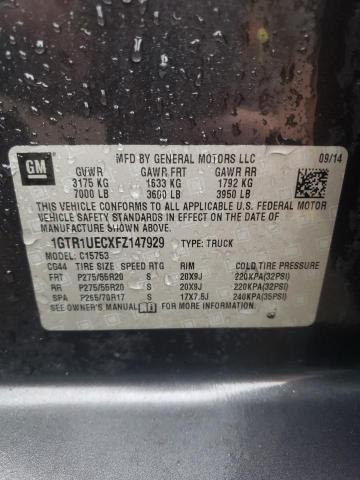 GM
MFD BY GENERAL MOTORS LLC 09/14
GVWR GAWR FRT GAWR RR
3175 KG 1633 KG 1792 KG
7000 LB 3600 LB 3950 LB
THIS VEHICLE CONFORMS TO ALL APPLICABLE U.S. FEDERAL MOTOR
VEHICLE SAFETY STANDARDS IN EFFECT ON THE DATE OF
MANUFACTURE SHOWN ABOVE.
1GTR1UECXFZ147929 TYPE: TRUCK
MODEL: C15753
CG44 TIRE SIZE SPEED RTG RIM COLD TIRE PRESSURE
FRT P275/55R20 S 20X9J 220KPA(32PSI)
RR P275/55R20 S 20X9J 220KPA(32PSI)
SPA P265/70R17 S 17X7.5J 240KPA(35PSI)
SEE OWNER'S MANUAL FOR MORE INFORMATION.